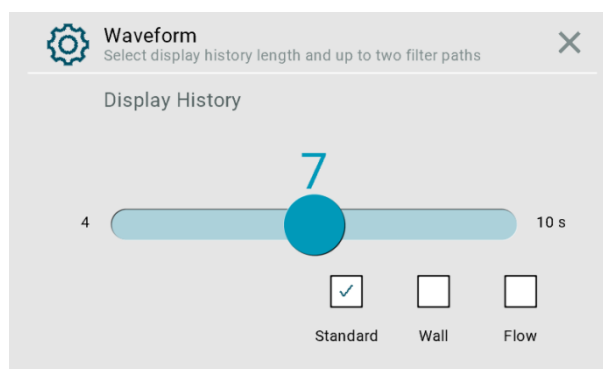 Waveform
Select display history length and up to two filter paths
Display History
7
4
10 s
Standard Wall Flow